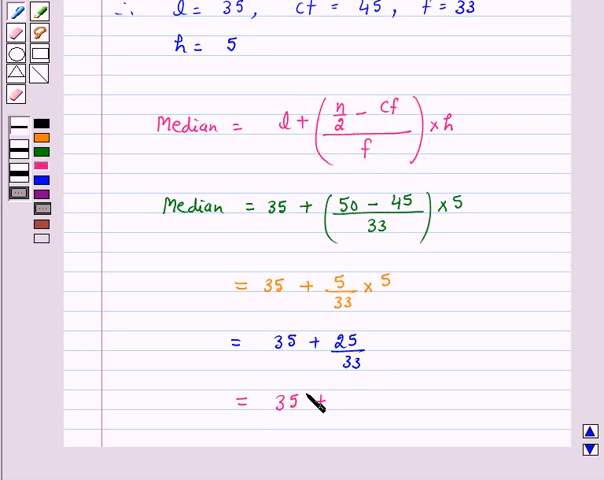 ∴ l = 35, cf = 45, f = 33
h = 5
Median = l + ( (n/2 - cf) / f ) × h
Median = 35 + ( (50 - 45) / 33 ) × 5
= 35 + 5/33 × 5
= 35 + 25/33
= 35 +